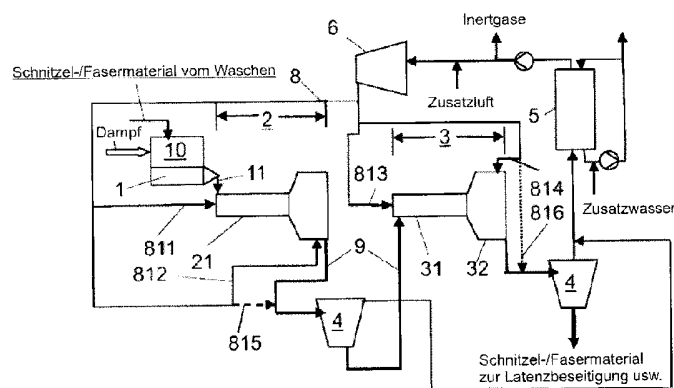 Inertgase
6
Schnitzel-/Fasermaterial vom Waschen
8
Zusatzluft
5
Dampf
2
3
10
1
11
813
814
Zusatzwasser
811
816
21
9
31
32
812
4
4
815
Schnitzel-/Fasermaterial
zur Latenzbeseitigung usw.